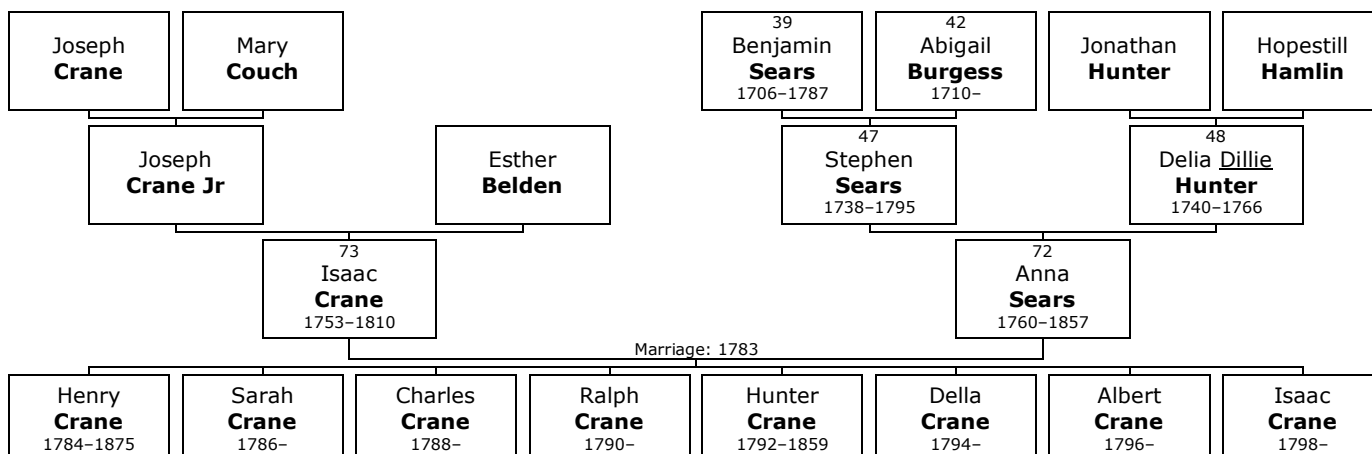 Joseph
Crane
Mary
Couch
39
Benjamin
Sears
1706–1787
42
Abigail
Burgess
1710–
Jonathan
Hunter
Hopestill
Hamlin
Joseph
Crane Jr
Esther
Belden
47
Stephen
Sears
1738–1795
48
Delia Dillie
Hunter
1740–1766
73
Isaac
Crane
1753–1810
72
Anna
Sears
1760–1857
Marriage: 1783
Henry
Crane
1784–1875
Sarah
Crane
1786–
Charles
Crane
1788–
Ralph
Crane
1790–
Hunter
Crane
1792–1859
Della
Crane
1794–
Albert
Crane
1796–
Isaac
Crane
1798–